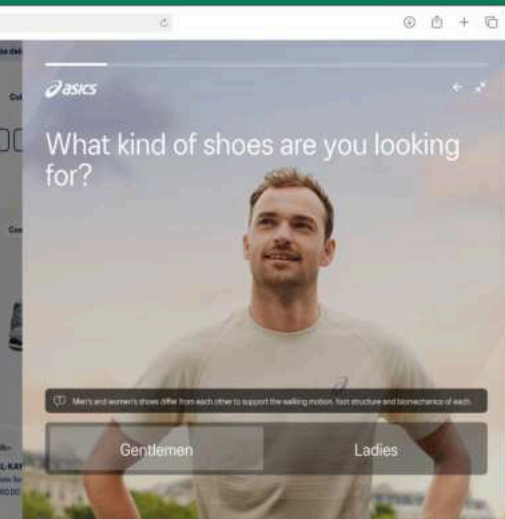 asics
What kind of shoes are you looking
for?
Men's and women's shoes differ from each other to support the walking motion, foot structure and biomechanics of each.
Gentlemen
Ladies